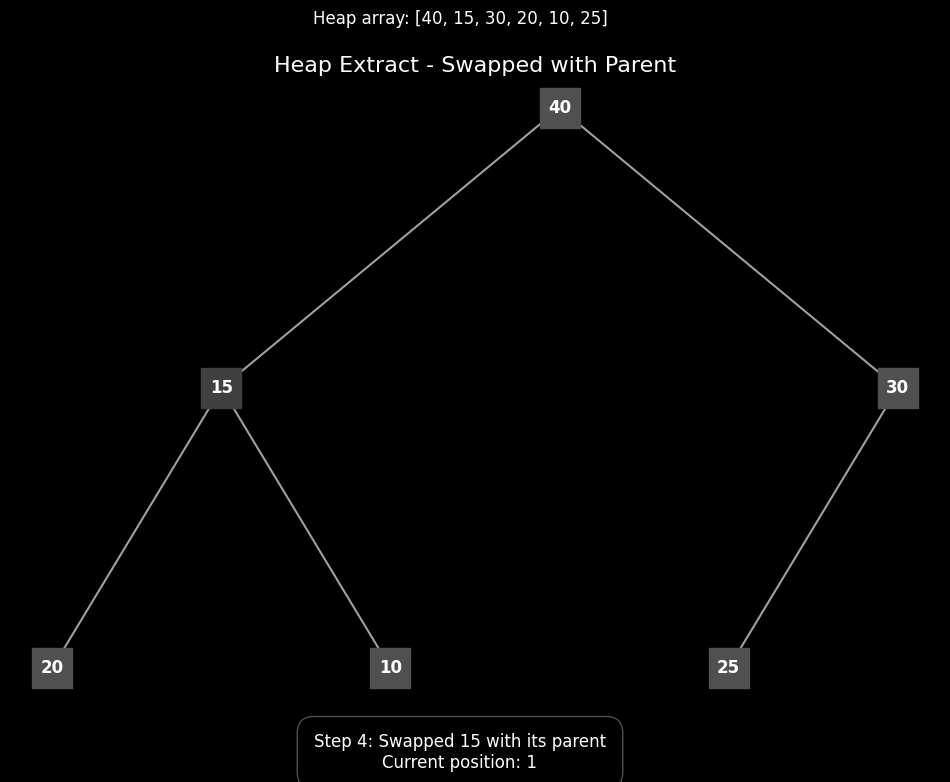 Heap array: [40, 15, 30, 20, 10, 25]
Heap Extract - Swapped with Parent
40
15
30
20
10
25
Step 4: Swapped 15 with its parent
Current position: 1